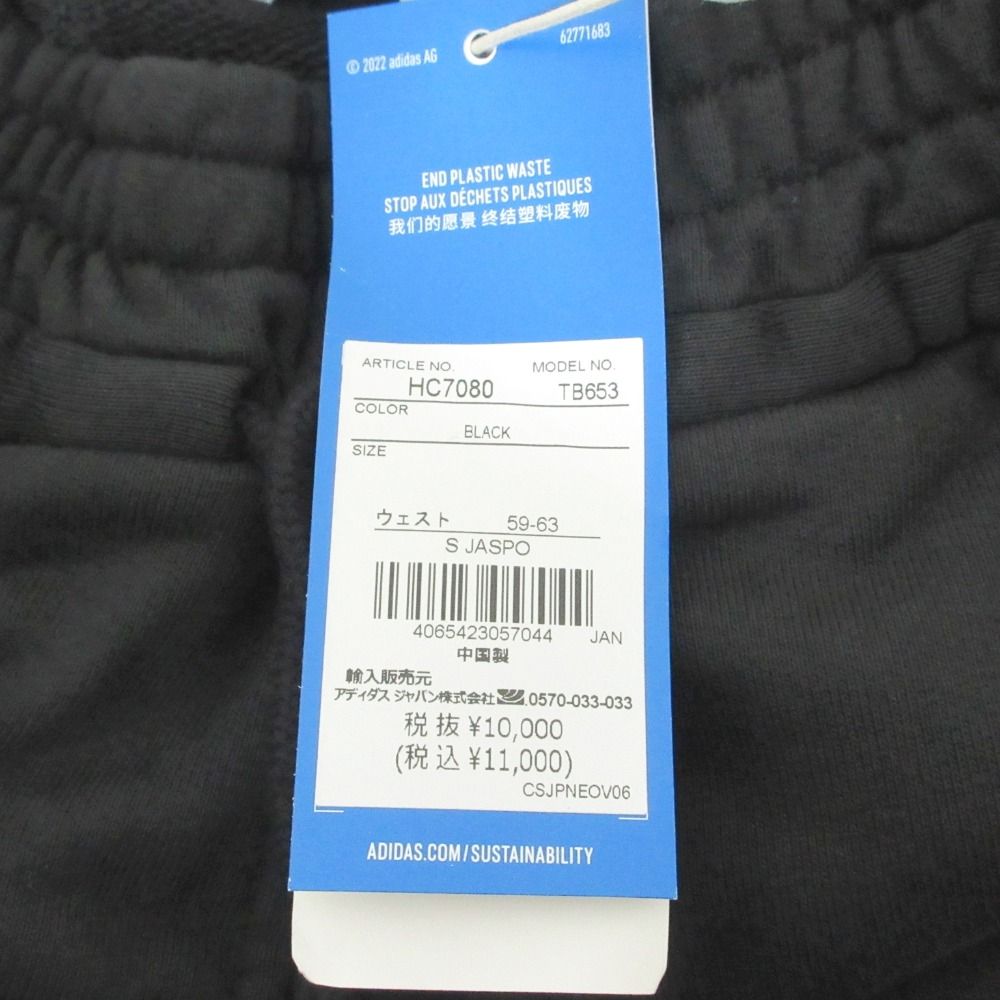 62771683
© 2022 adidas AG
END PLASTIC WASTE
STOP AUX DÉCHETS PLASTIQUES
我们的愿景 终结塑料废物
ARTICLE NO. MODEL NO.
HC7080 TB653
COLOR
BLACK
SIZE
ウェスト 59-63
S JASPO
4065423057044 JAN
中国製
輸入販売元
アディダス ジャパン株式会社 .0570-033-033
税 抜 ¥10,000
(税 込 ¥11,000)
CSJPNEOV06
ADIDAS.COM/SUSTAINABILITY